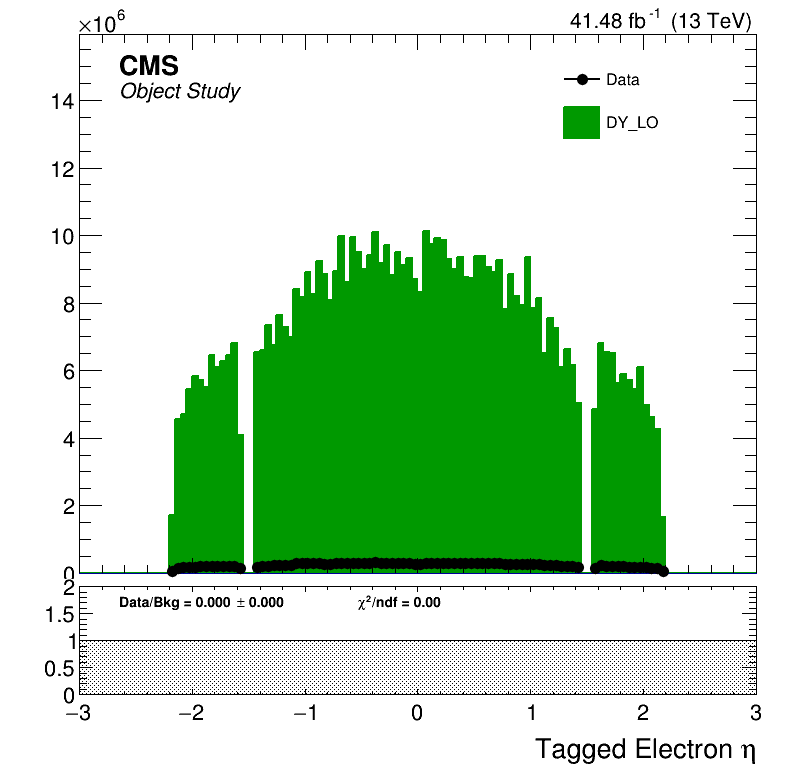 ×10⁶
41.48 fb⁻¹ (13 TeV)
CMS
Object Study
Data
DY_LO
14
12
10
8
6
4
2
0
2
1.5
1
0.5
0
Data/Bkg = 0.000 ± 0.000
χ²/ndf = 0.00
−3 −2 −1 0 1 2 3
Tagged Electron η